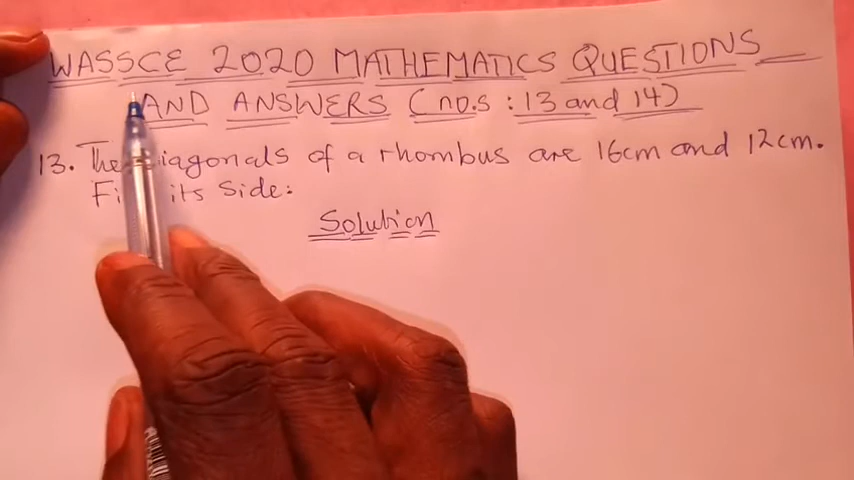 WASSCE 2020 MATHEMATICS QUESTIONS
AND ANSWERS (no.s : 13 and 14)
13. The diagonals of a rhombus are 16cm and 12cm.
its Side:
Solution